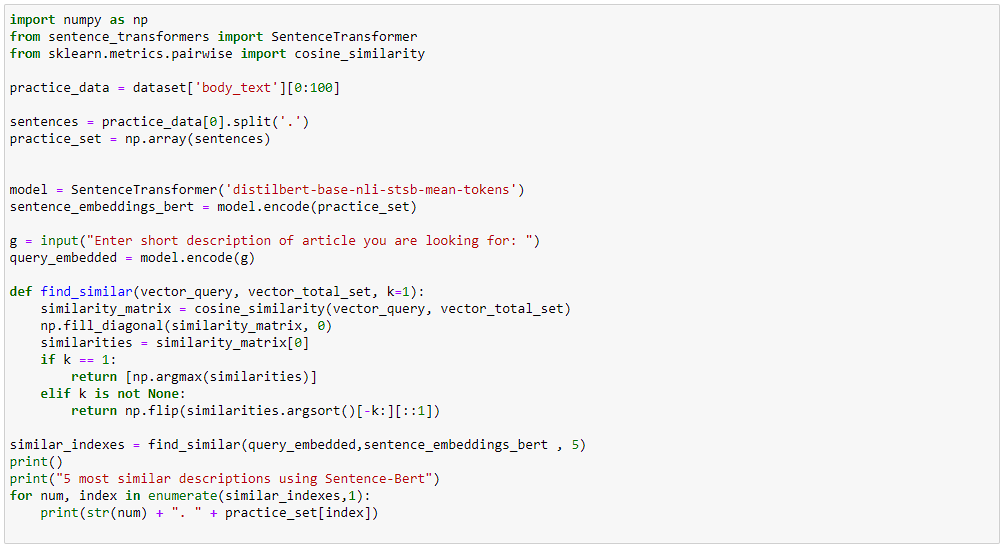 import numpy as np
from sentence_transformers import SentenceTransformer
from sklearn.metrics.pairwise import cosine_similarity

practice_data = dataset['body_text'][0:100]

sentences = practice_data[0].split('.')
practice_set = np.array(sentences)


model = SentenceTransformer('distilbert-base-nli-stsb-mean-tokens')
sentence_embeddings_bert = model.encode(practice_set)

g = input("Enter short description of article you are looking for: ")
query_embedded = model.encode(g)

def find_similar(vector_query, vector_total_set, k=1):
    similarity_matrix = cosine_similarity(vector_query, vector_total_set)
    np.fill_diagonal(similarity_matrix, 0)
    similarities = similarity_matrix[0]
    if k == 1:
        return [np.argmax(similarities)]
    elif k is not None:
        return np.flip(similarities.argsort()[-k:][::1])

similar_indexes = find_similar(query_embedded,sentence_embeddings_bert , 5)
print()
print("5 most similar descriptions using Sentence-Bert")
for num, index in enumerate(similar_indexes,1):
    print(str(num) + ". " + practice_set[index])